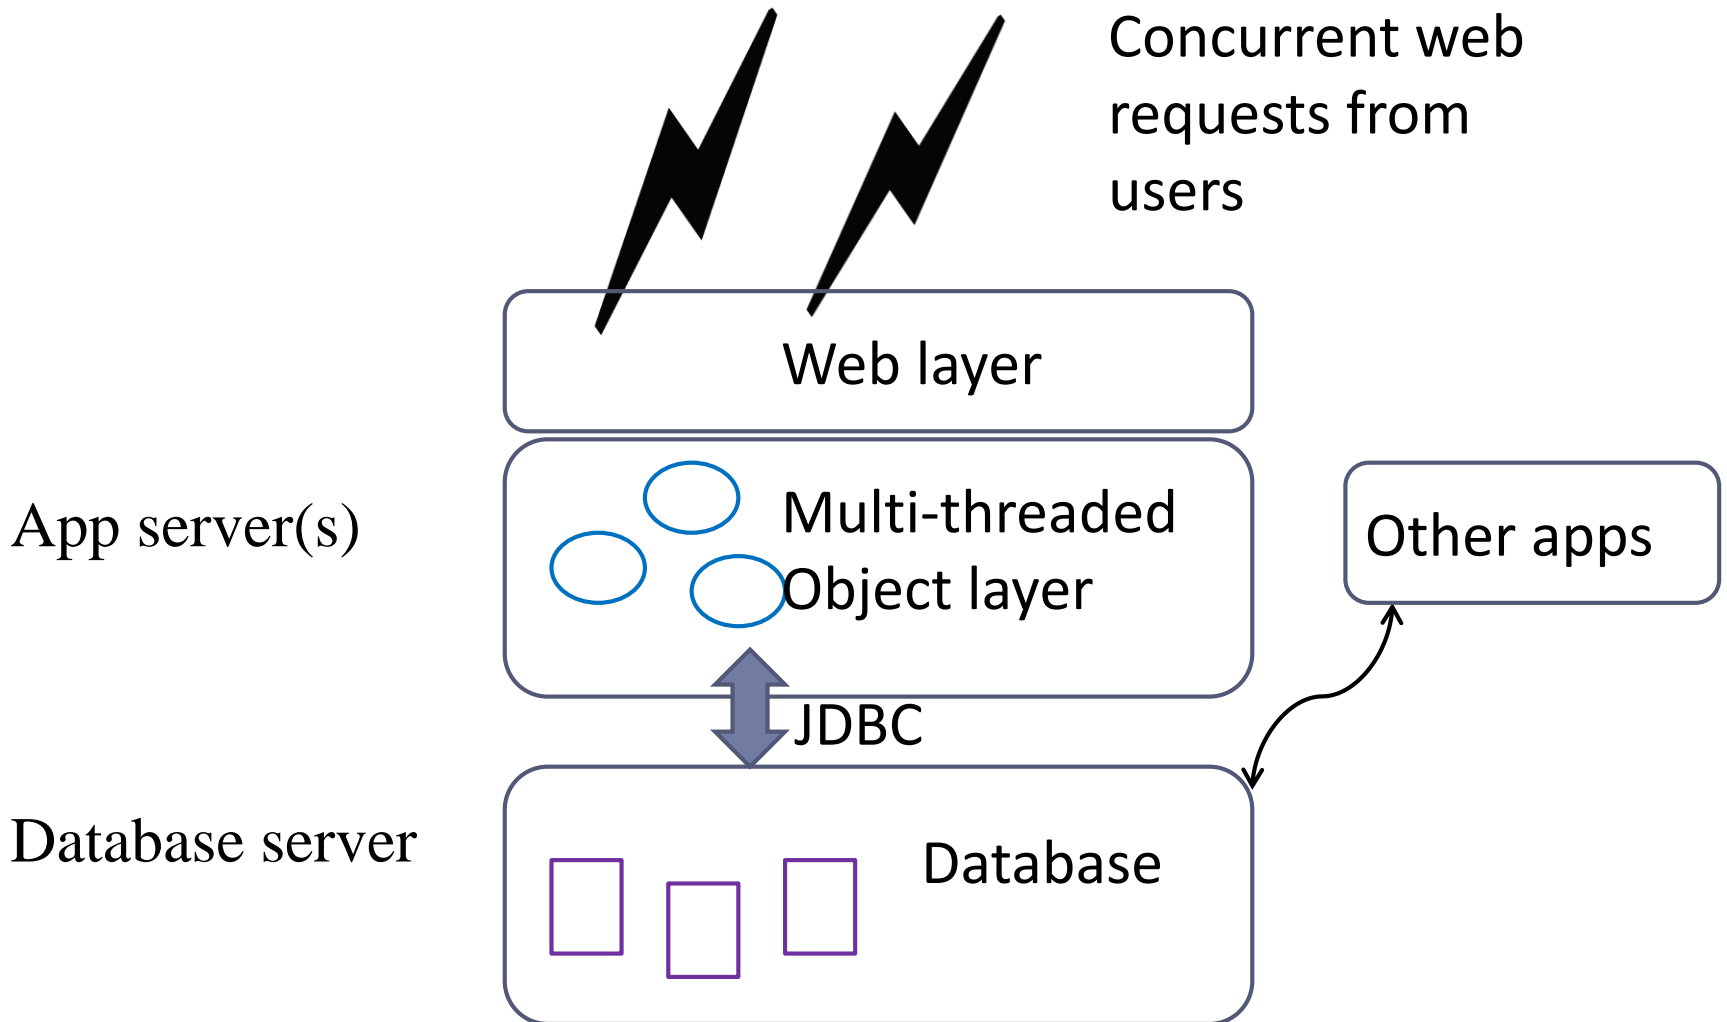 Concurrent web
requests from
users
Web layer
App server(s)
Multi-threaded
Object layer
Other apps
JDBC
Database server
Database